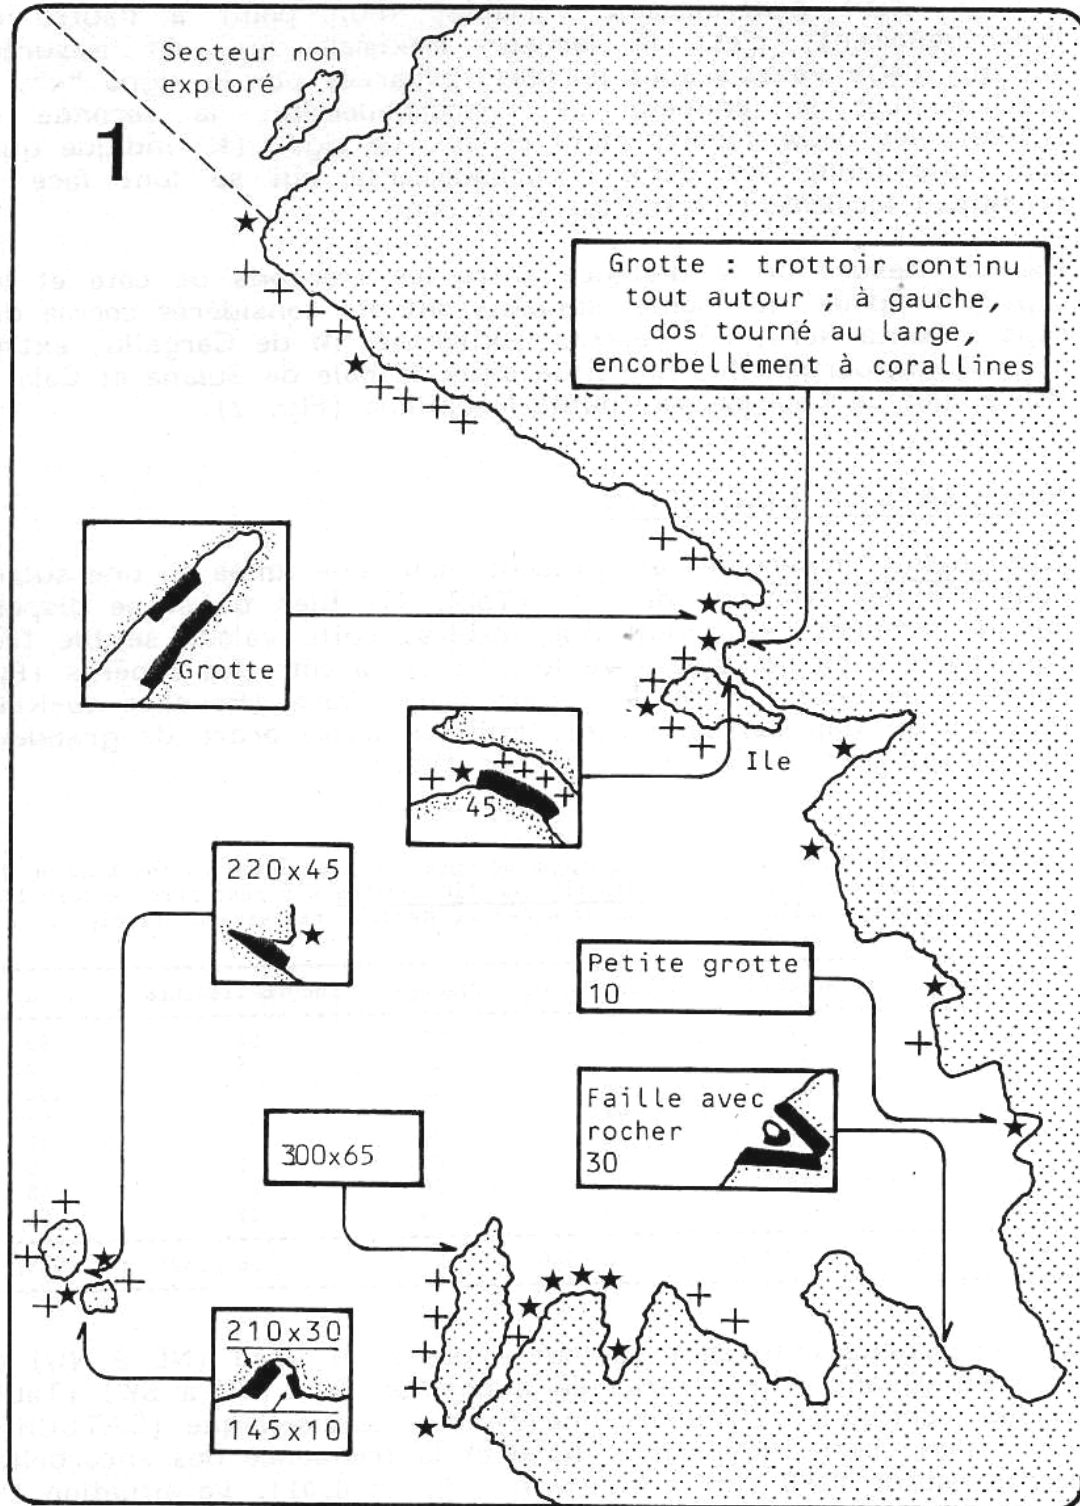 Secteur non
exploré
1
Grotte : trottoir continu
tout autour ; à gauche,
dos tourné au large,
encorbellement à corallines
Grotte
Ile
45
220x45
Petite grotte
10
Faille avec
rocher
30
300x65
210x30
145x10